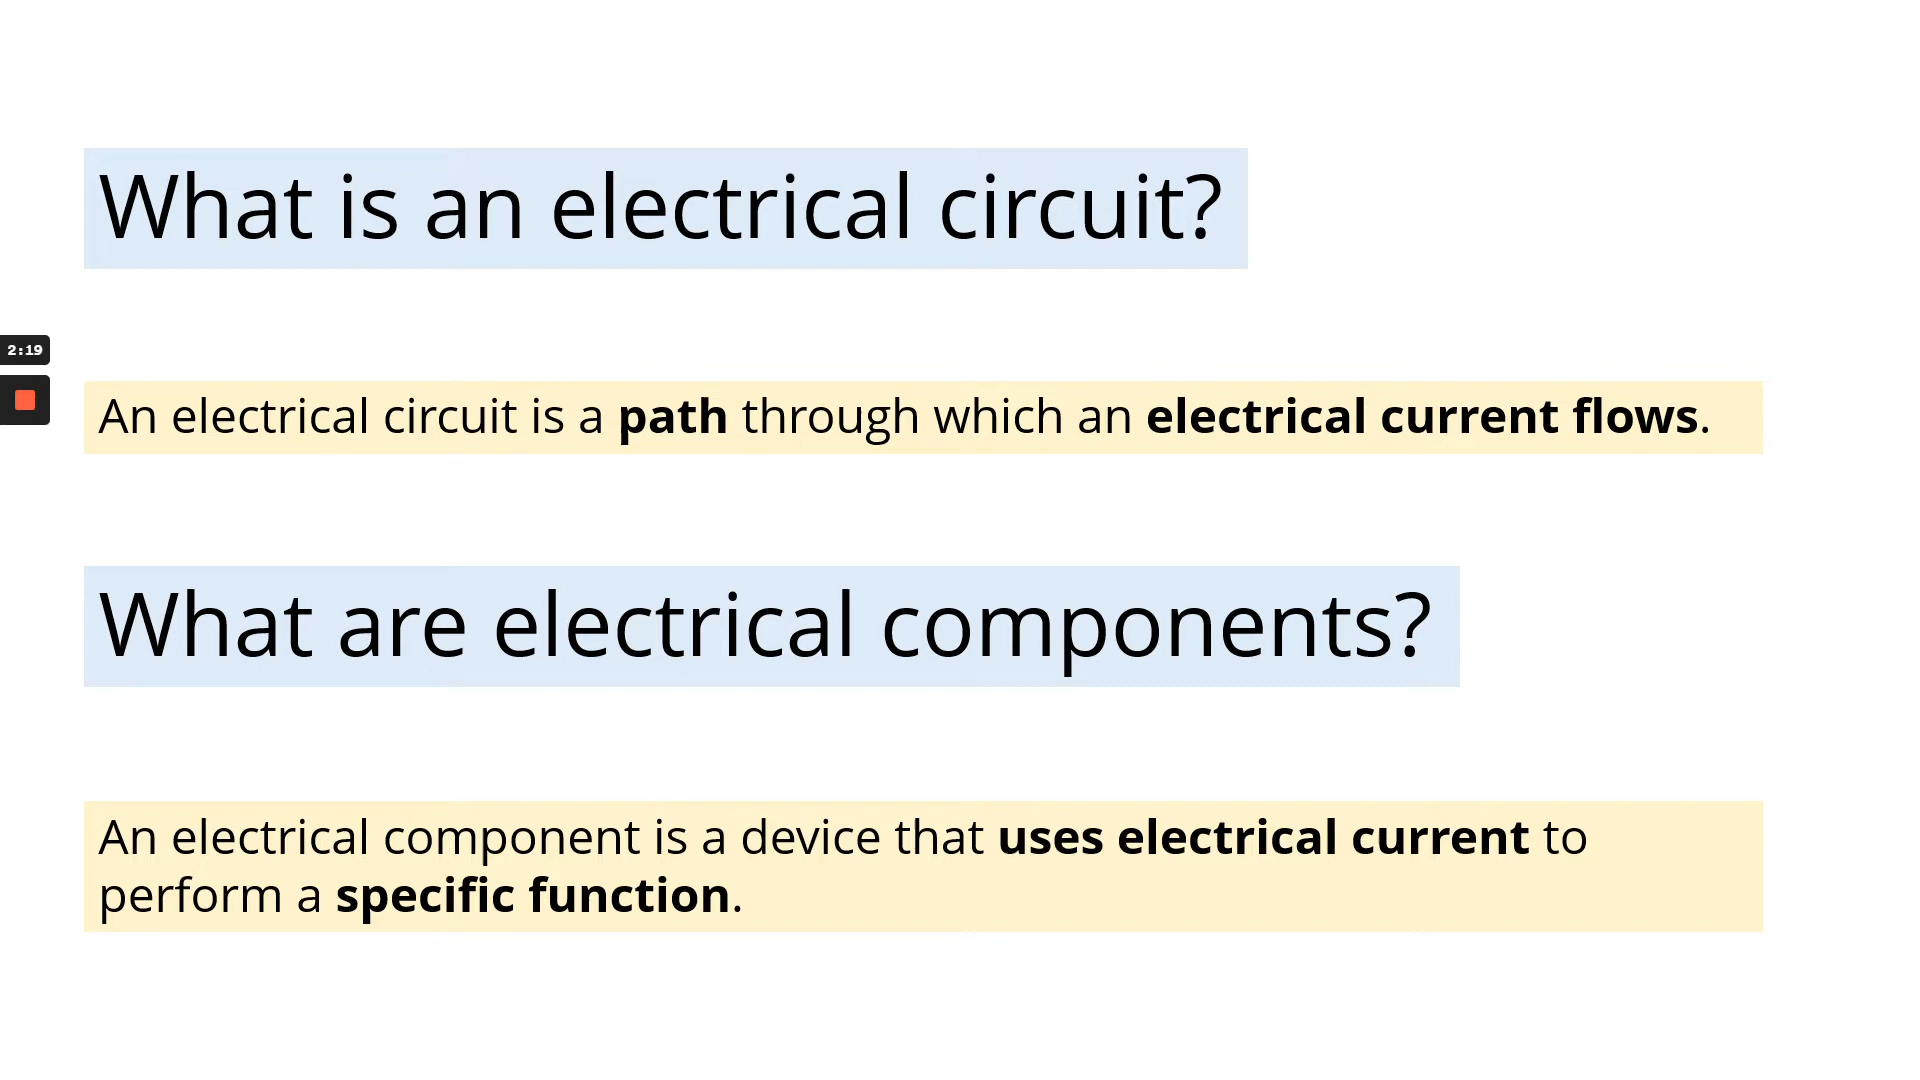 What is an electrical circuit?
2:19
An electrical circuit is a path through which an electrical current flows.
What are electrical components?
An electrical component is a device that uses electrical current to
perform a specific function.